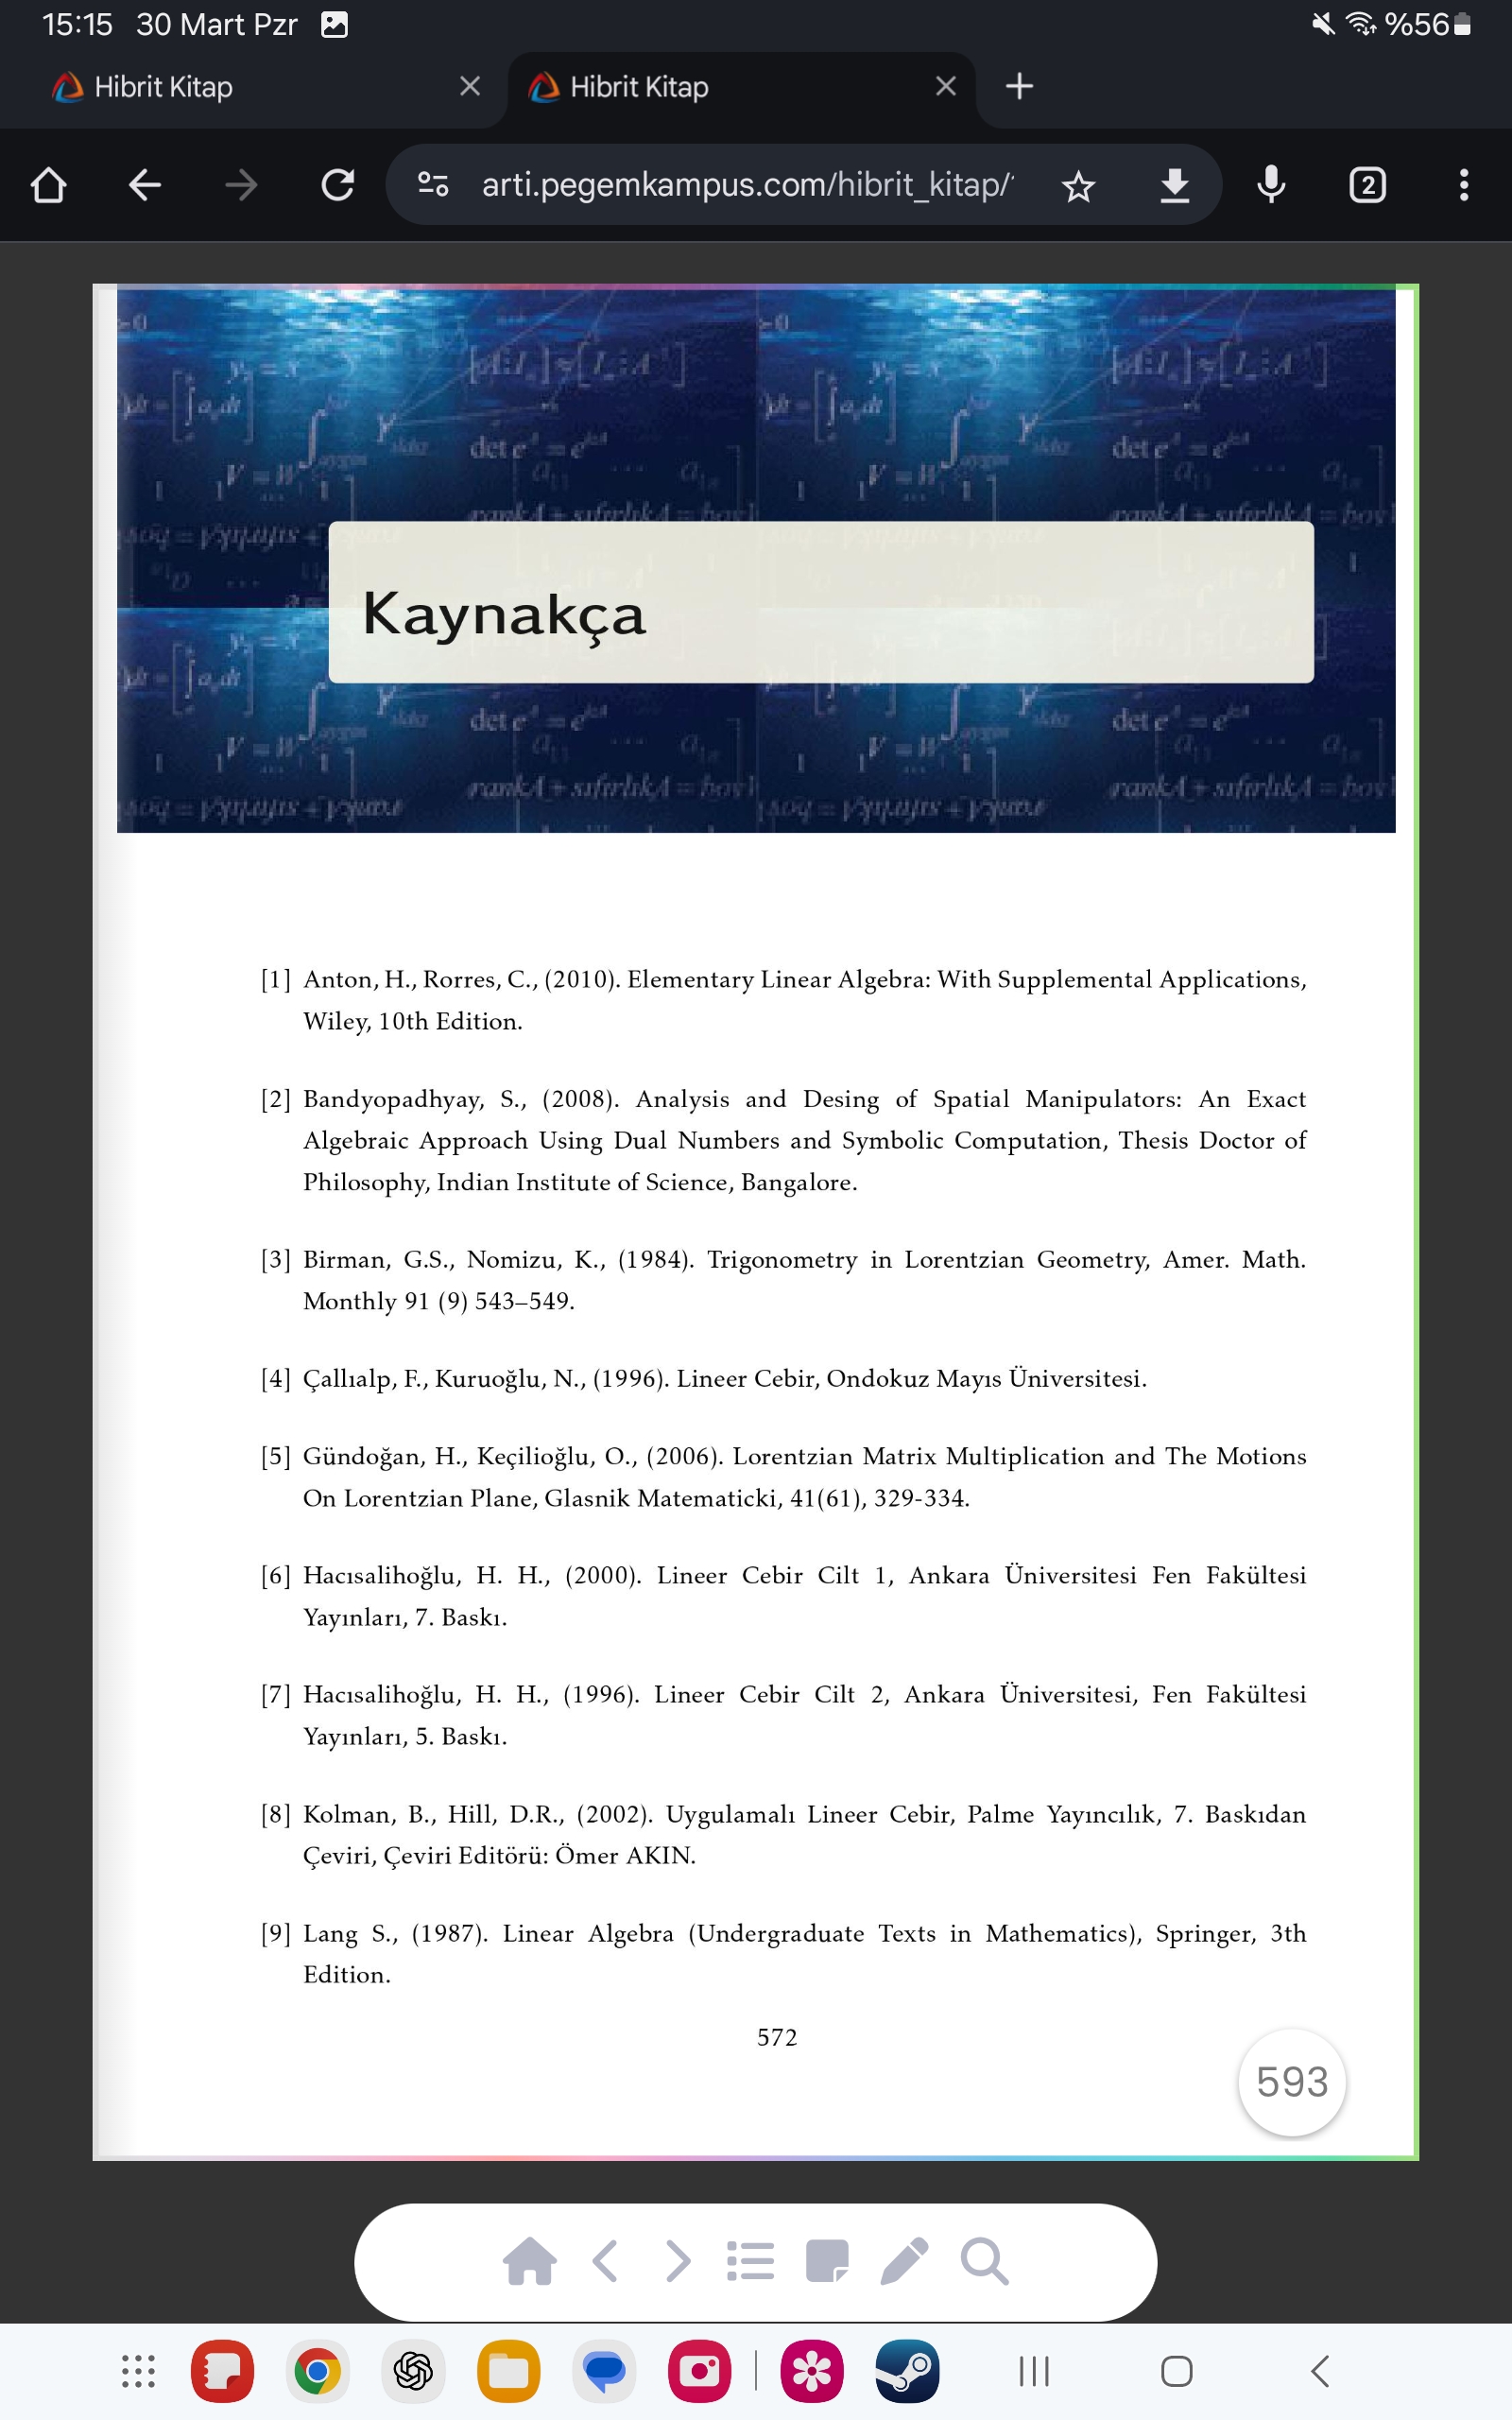 15:15 30 Mart Pzr %56
Hibrit Kitap
Hibrit Kitap
arti.pegemkampus.com/hibrit_kitap/
2
Kaynakça
[1] Anton, H., Rorres, C., (2010). Elementary Linear Algebra: With Supplemental Applications,
Wiley, 10th Edition.
[2] Bandyopadhyay, S., (2008). Analysis and Desing of Spatial Manipulators: An Exact
Algebraic Approach Using Dual Numbers and Symbolic Computation, Thesis Doctor of
Philosophy, Indian Institute of Science, Bangalore.
[3] Birman, G.S., Nomizu, K., (1984). Trigonometry in Lorentzian Geometry, Amer. Math.
Monthly 91 (9) 543–549.
[4] Çallıalp, F., Kuruoğlu, N., (1996). Lineer Cebir, Ondokuz Mayıs Üniversitesi.
[5] Gündoğan, H., Keçilioğlu, O., (2006). Lorentzian Matrix Multiplication and The Motions
On Lorentzian Plane, Glasnik Matematicki, 41(61), 329-334.
[6] Hacısalihoğlu, H. H., (2000). Lineer Cebir Cilt 1, Ankara Üniversitesi Fen Fakültesi
Yayınları, 7. Baskı.
[7] Hacısalihoğlu, H. H., (1996). Lineer Cebir Cilt 2, Ankara Üniversitesi, Fen Fakültesi
Yayınları, 5. Baskı.
[8] Kolman, B., Hill, D.R., (2002). Uygulamalı Lineer Cebir, Palme Yayıncılık, 7. Baskıdan
Çeviri, Çeviri Editörü: Ömer AKIN.
[9] Lang S., (1987). Linear Algebra (Undergraduate Texts in Mathematics), Springer, 3th
Edition.
572
593